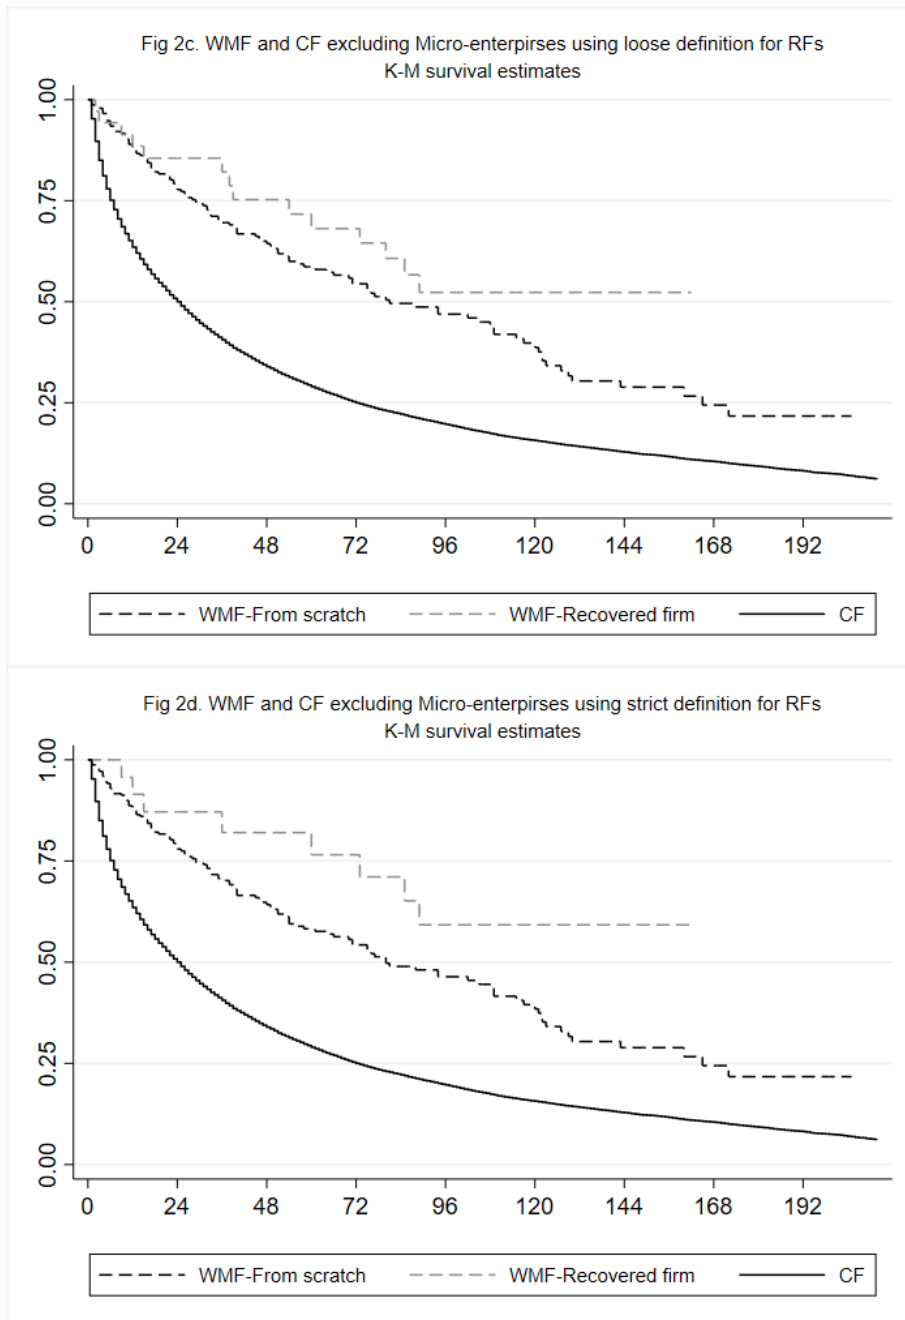 Fig 2c. WMF and CF excluding Micro-enterpirses using loose definition for RFs
K-M survival estimates
1.00
0.75
0.50
0.25
0.00
0 24 48 72 96 120 144 168 192
WMF-From scratch WMF-Recovered firm CF
Fig 2d. WMF and CF excluding Micro-enterpirses using strict definition for RFs
K-M survival estimates
1.00
0.75
0.50
0.25
0.00
0 24 48 72 96 120 144 168 192
WMF-From scratch WMF-Recovered firm CF